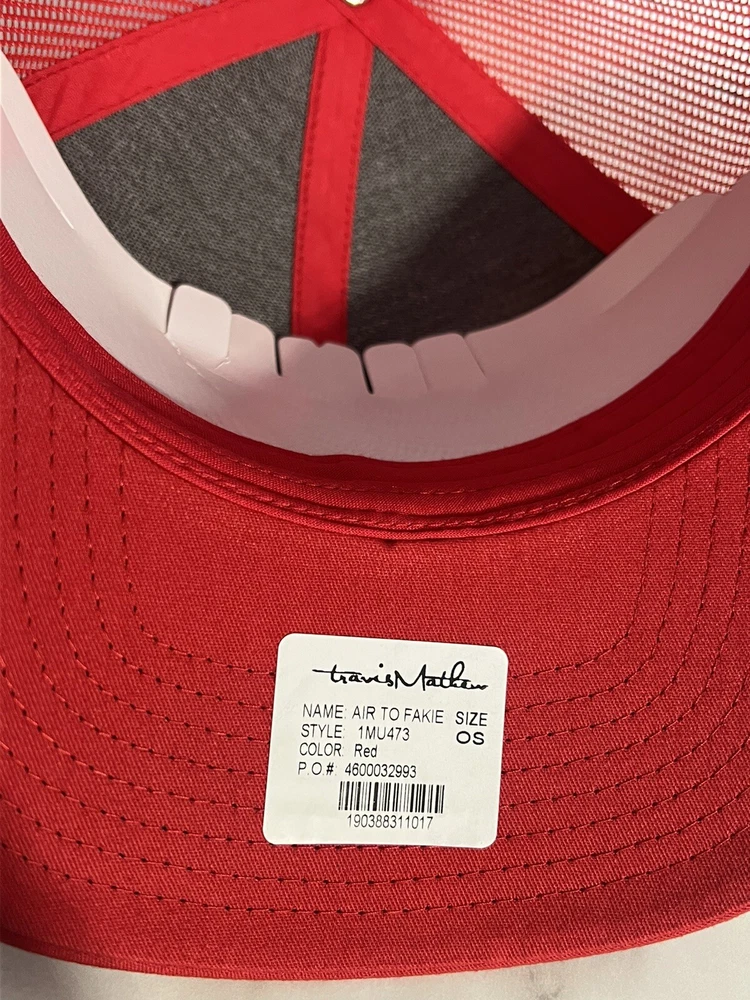 travisMathew
NAME: AIR TO FAKIE SIZE
STYLE: 1MU473 OS
COLOR: Red
P.O.#: 4600032993
190388311017